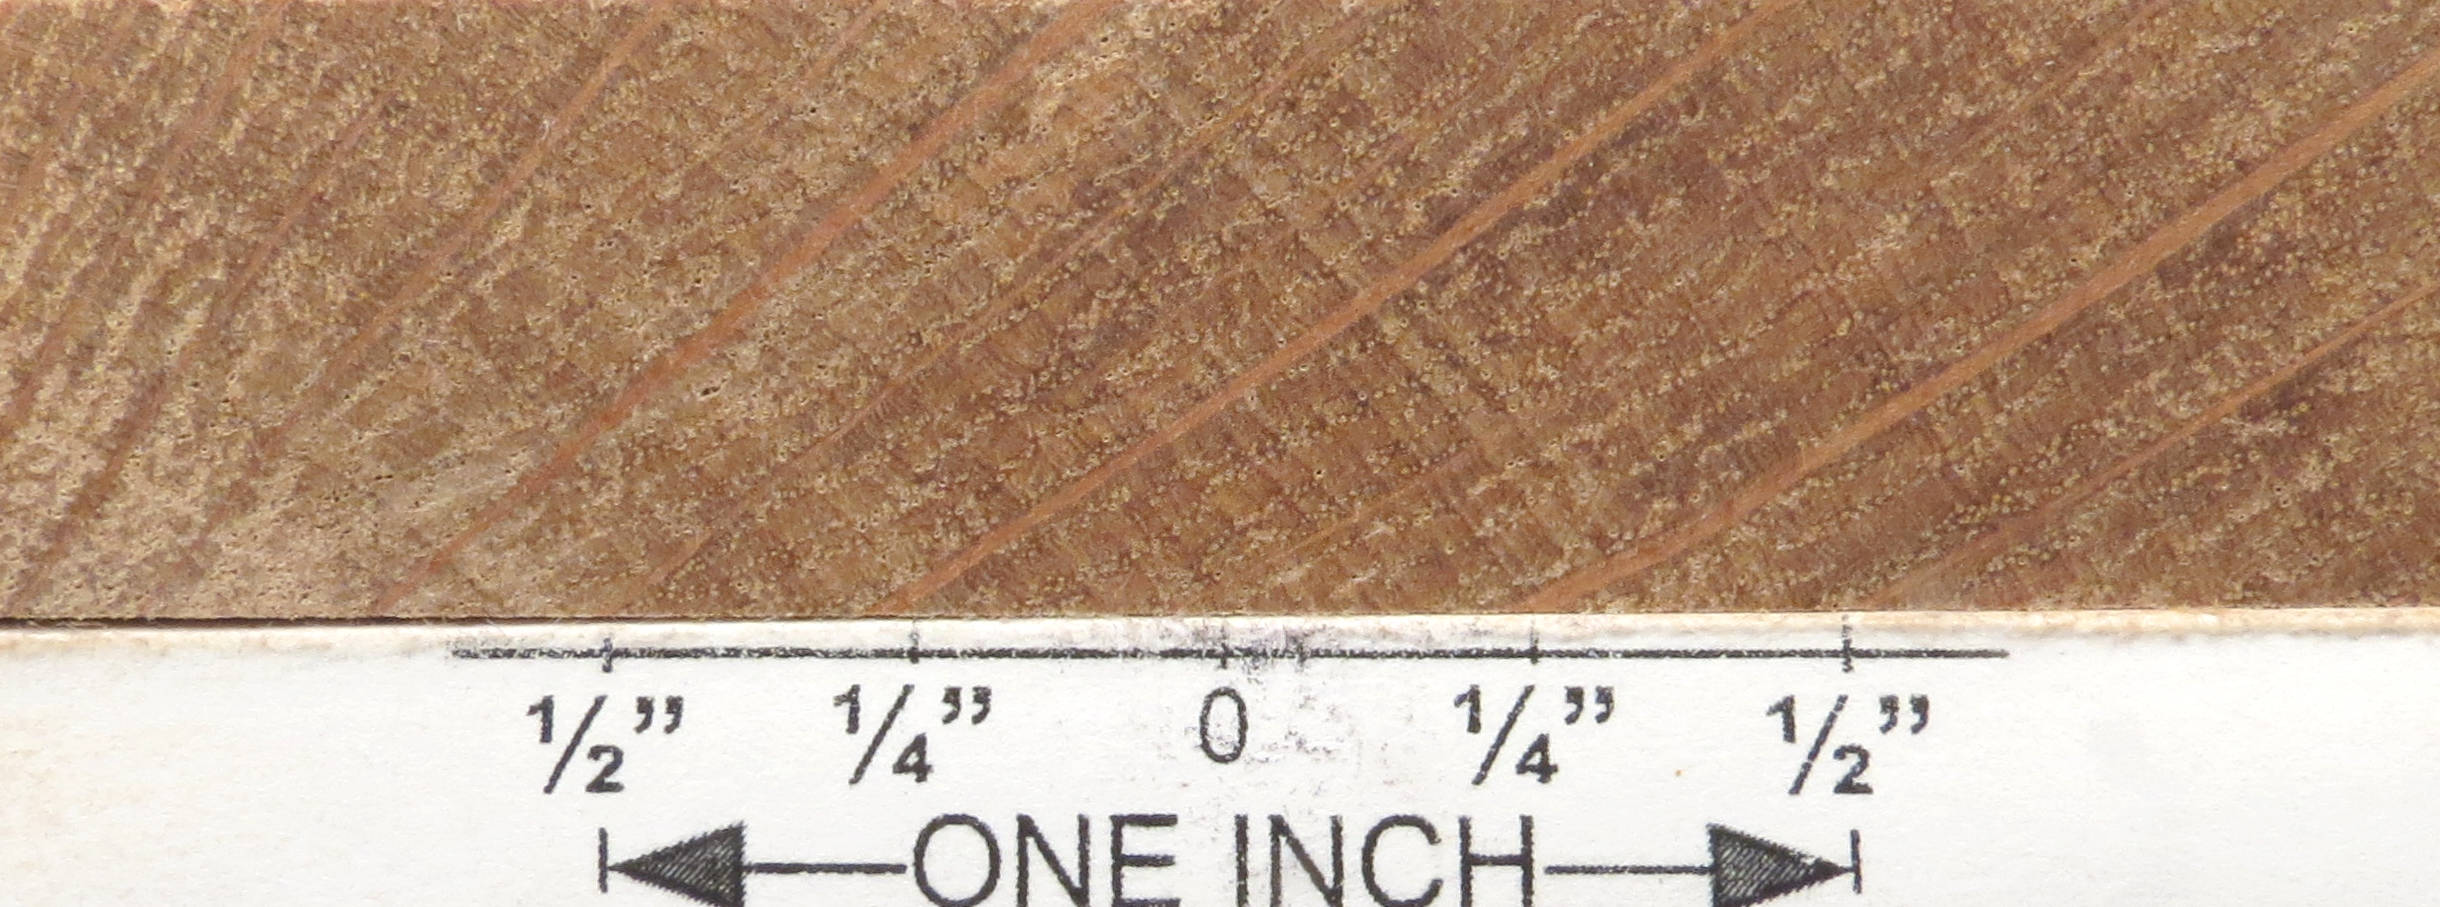 1/2” 1/4” 0 1/4” 1/2”
ONE INCH